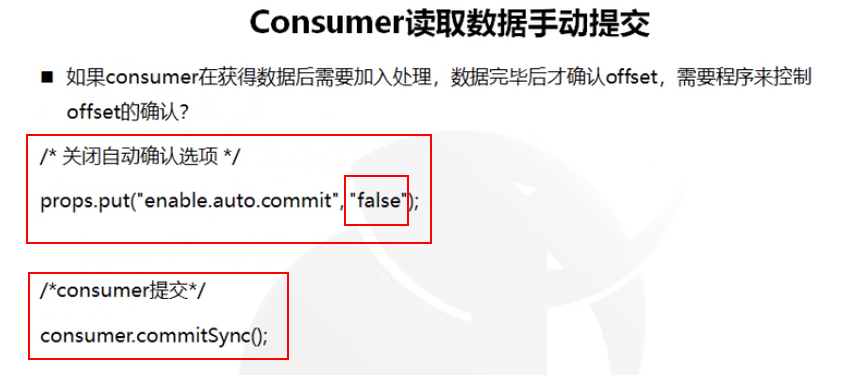 Consumer读取数据手动提交
■ 如果consumer在获得数据后需要加入处理，数据完毕后才确认offset，需要程序来控制
offset的确认？
/* 关闭自动确认选项 */
props.put("enable.auto.commit", "false");
/*consumer提交*/
consumer.commitSync();